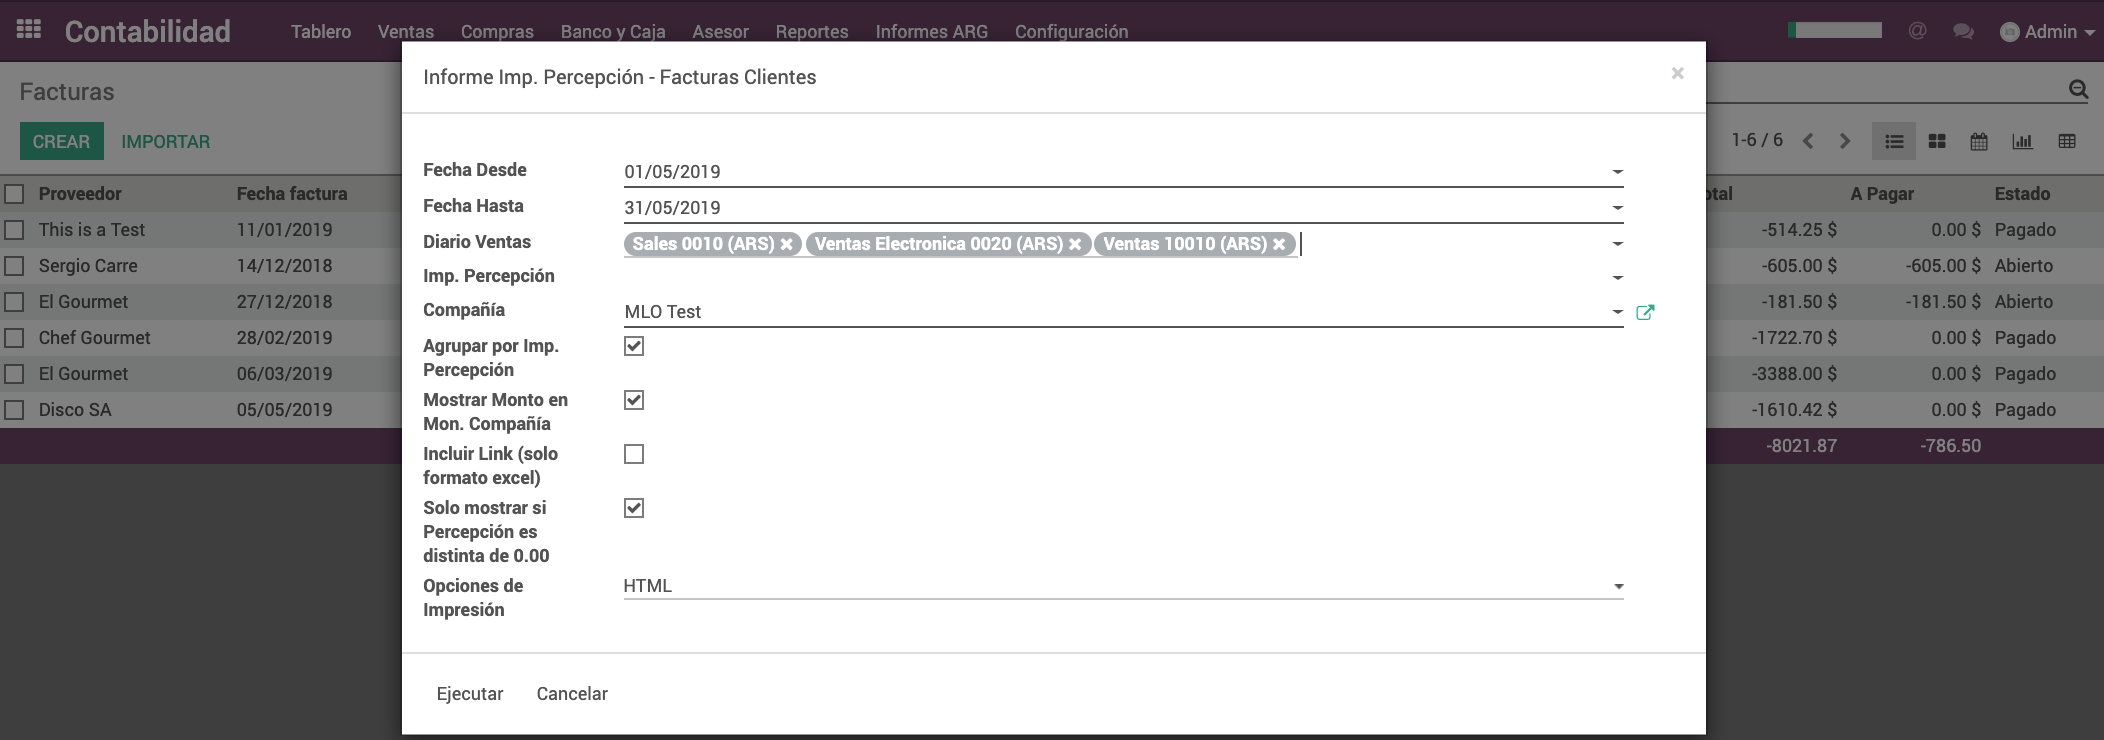 Contabilidad Tablero Ventas Compras Banco y Caja Asesor Reportes Informes ARG Configuración @ Admin
Facturas
CREAR IMPORTAR
1-6 / 6
Proveedor Fecha factura
This is a Test 11/01/2019
Sergio Carre 14/12/2018
El Gourmet 27/12/2018
Chef Gourmet 28/02/2019
El Gourmet 06/03/2019
Disco SA 05/05/2019
Informe Imp. Percepción - Facturas Clientes ×
Fecha Desde 01/05/2019
Fecha Hasta 31/05/2019
Diario Ventas Sales 0010 (ARS) Ventas Electronica 0020 (ARS) Ventas 10010 (ARS)
Imp. Percepción
Compañía MLO Test
Agrupar por Imp.
Percepción
Mostrar Monto en
Mon. Compañía
Incluir Link (solo
formato excel)
Solo mostrar si
Percepción es
distinta de 0.00
Opciones de
Impresión HTML
Ejecutar Cancelar
otal A Pagar Estado
-514.25 $ 0.00 $ Pagado
-605.00 $ -605.00 $ Abierto
-181.50 $ -181.50 $ Abierto
-1722.70 $ 0.00 $ Pagado
-3388.00 $ 0.00 $ Pagado
-1610.42 $ 0.00 $ Pagado
-8021.87 -786.50